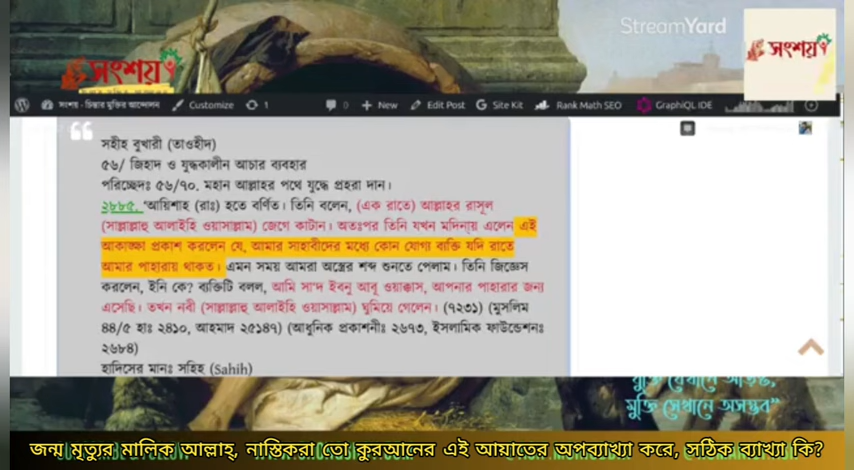 StreamYard
সংশয়
সংশয়
সংশয় - চিন্তার মুক্তির আন্দোলন Customize 1 0 New Edit Post Site Kit Rank Math SEO GraphiQL IDE
সহীহ বুখারী (তাওহীদ)
৫৬/ জিহাদ ও যুদ্ধকালীন আচার ব্যবহার
পরিচ্ছেদঃ ৫৬/৭০. মহান আল্লাহর পথে যুদ্ধে প্রহরা দান।
২৮৮৫. ‘আয়িশাহ (রাঃ) হতে বর্ণিত। তিনি বলেন, (এক রাতে) আল্লাহর রাসূল
(সাল্লাল্লাহু আলাইহি ওয়াসাল্লাম) জেগে কাটান। অতঃপর তিনি যখন মদিনা্য় এলেন এই
আকাঙ্ক্ষা প্রকাশ করলেন যে, আমার সাহাবীদের মধ্যে কোন যোগ্য ব্যক্তি যদি রাতে
আমার পাহারায় থাকত। এমন সময় আমরা অস্ত্রের শব্দ শুনতে পেলাম। তিনি জিজ্ঞেস
করলেন, ইনি কে? ব্যক্তিটি বলল, আমি সা‘দ ইবনু আবূ ওয়াক্কাস, আপনার পাহারার জন্য
এসেছি। তখন নবী (সাল্লাল্লাহু আলাইহি ওয়াসাল্লাম) ঘুমিয়ে গেলেন। (৭২৩১) (মুসলিম
৪৪/৫ হাঃ ২৪১০, আহমাদ ২৫১৪৭) (আধুনিক প্রকাশনীঃ ২৬৭৩, ইসলামিক ফাউন্ডেশনঃ
২৬৮৪)
হাদিসের মানঃ সহিহ (Sahih)
যুক্তি যেখানে আড়ষ্ট,
মুক্তি সেখানে অসম্ভব”
জন্ম মৃত্যুর মালিক আল্লাহ্, নাস্তিকরা তো কুরআনের এই আয়াতের অপব্যাখ্যা করে, সঠিক ব্যাখ্যা কি?